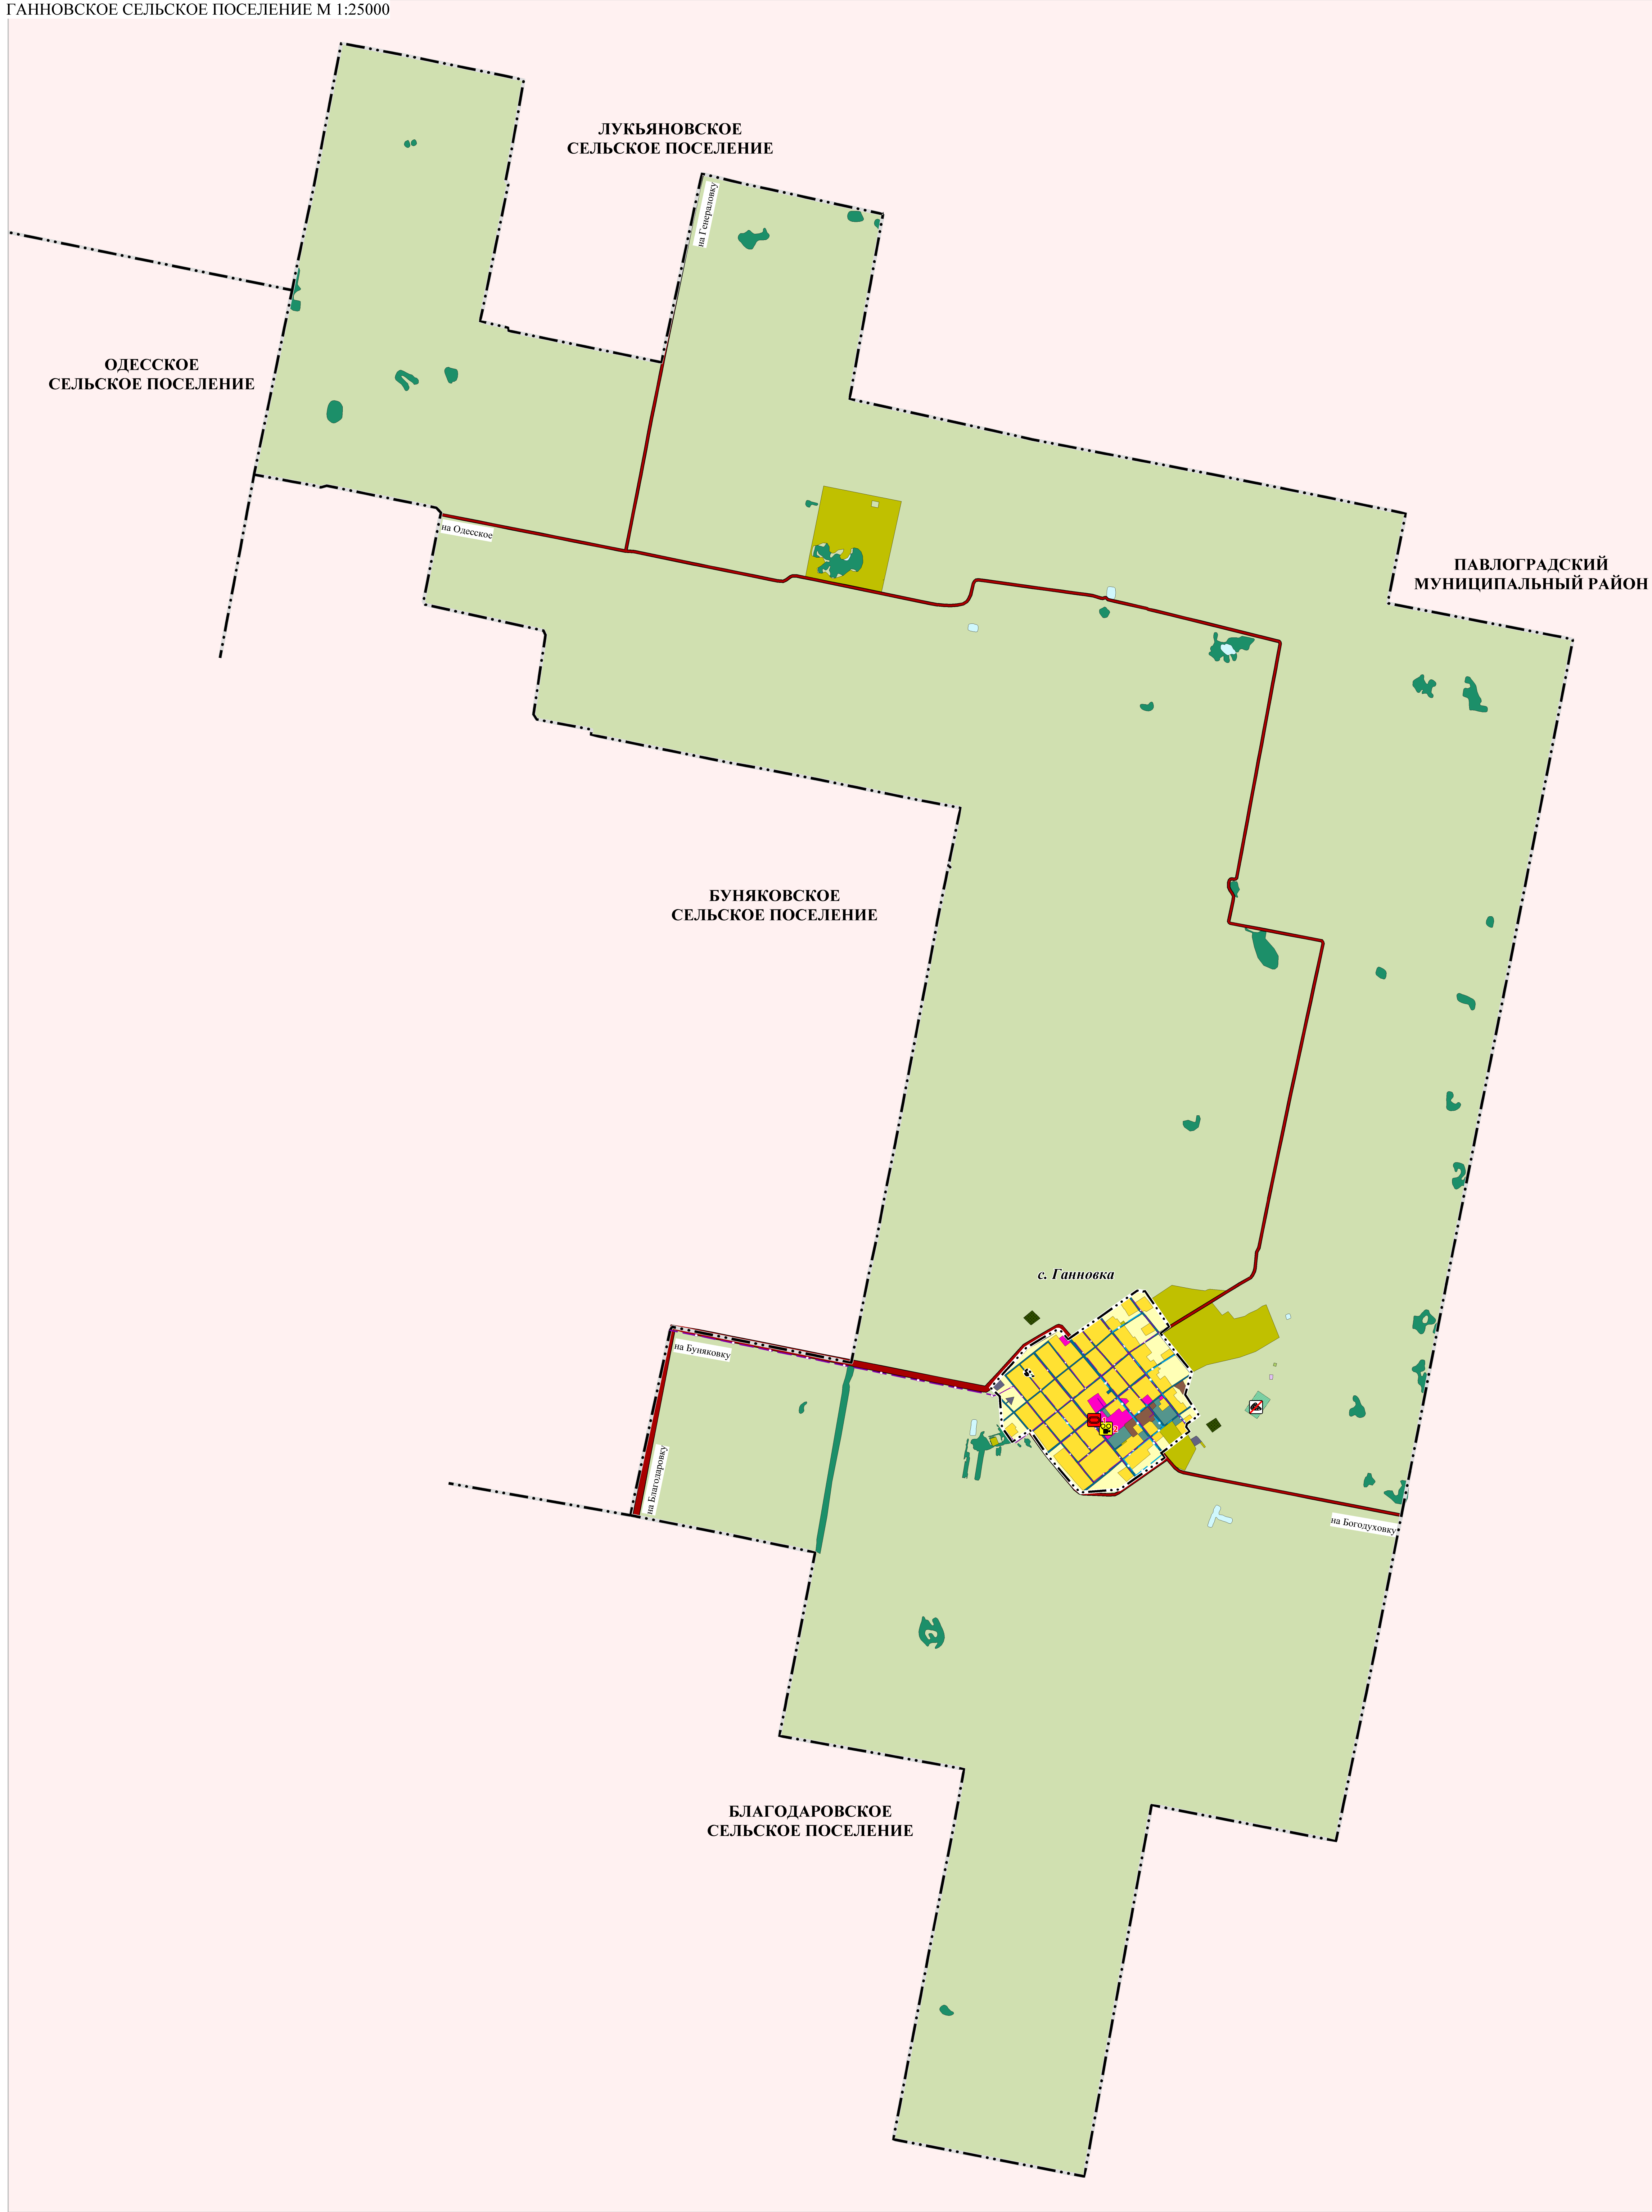 ГАННОВСКОЕ СЕЛЬСКОЕ ПОСЕЛЕНИЕ М 1:25000
ЛУКЬЯНОВСКОЕ
СЕЛЬСКОЕ ПОСЕЛЕНИЕ
на Генераловку
ОДЕССКОЕ
СЕЛЬСКОЕ ПОСЕЛЕНИЕ
на Одесское
ПАВЛОГРАДСКИЙ
МУНИЦИПАЛЬНЫЙ РАЙОН
БУНЯКОВСКОЕ
СЕЛЬСКОЕ ПОСЕЛЕНИЕ
с. Ганновка
на Буняковку
на Благодаровку
на Богодуховку
БЛАГОДАРОВСКОЕ
СЕЛЬСКОЕ ПОСЕЛЕНИЕ